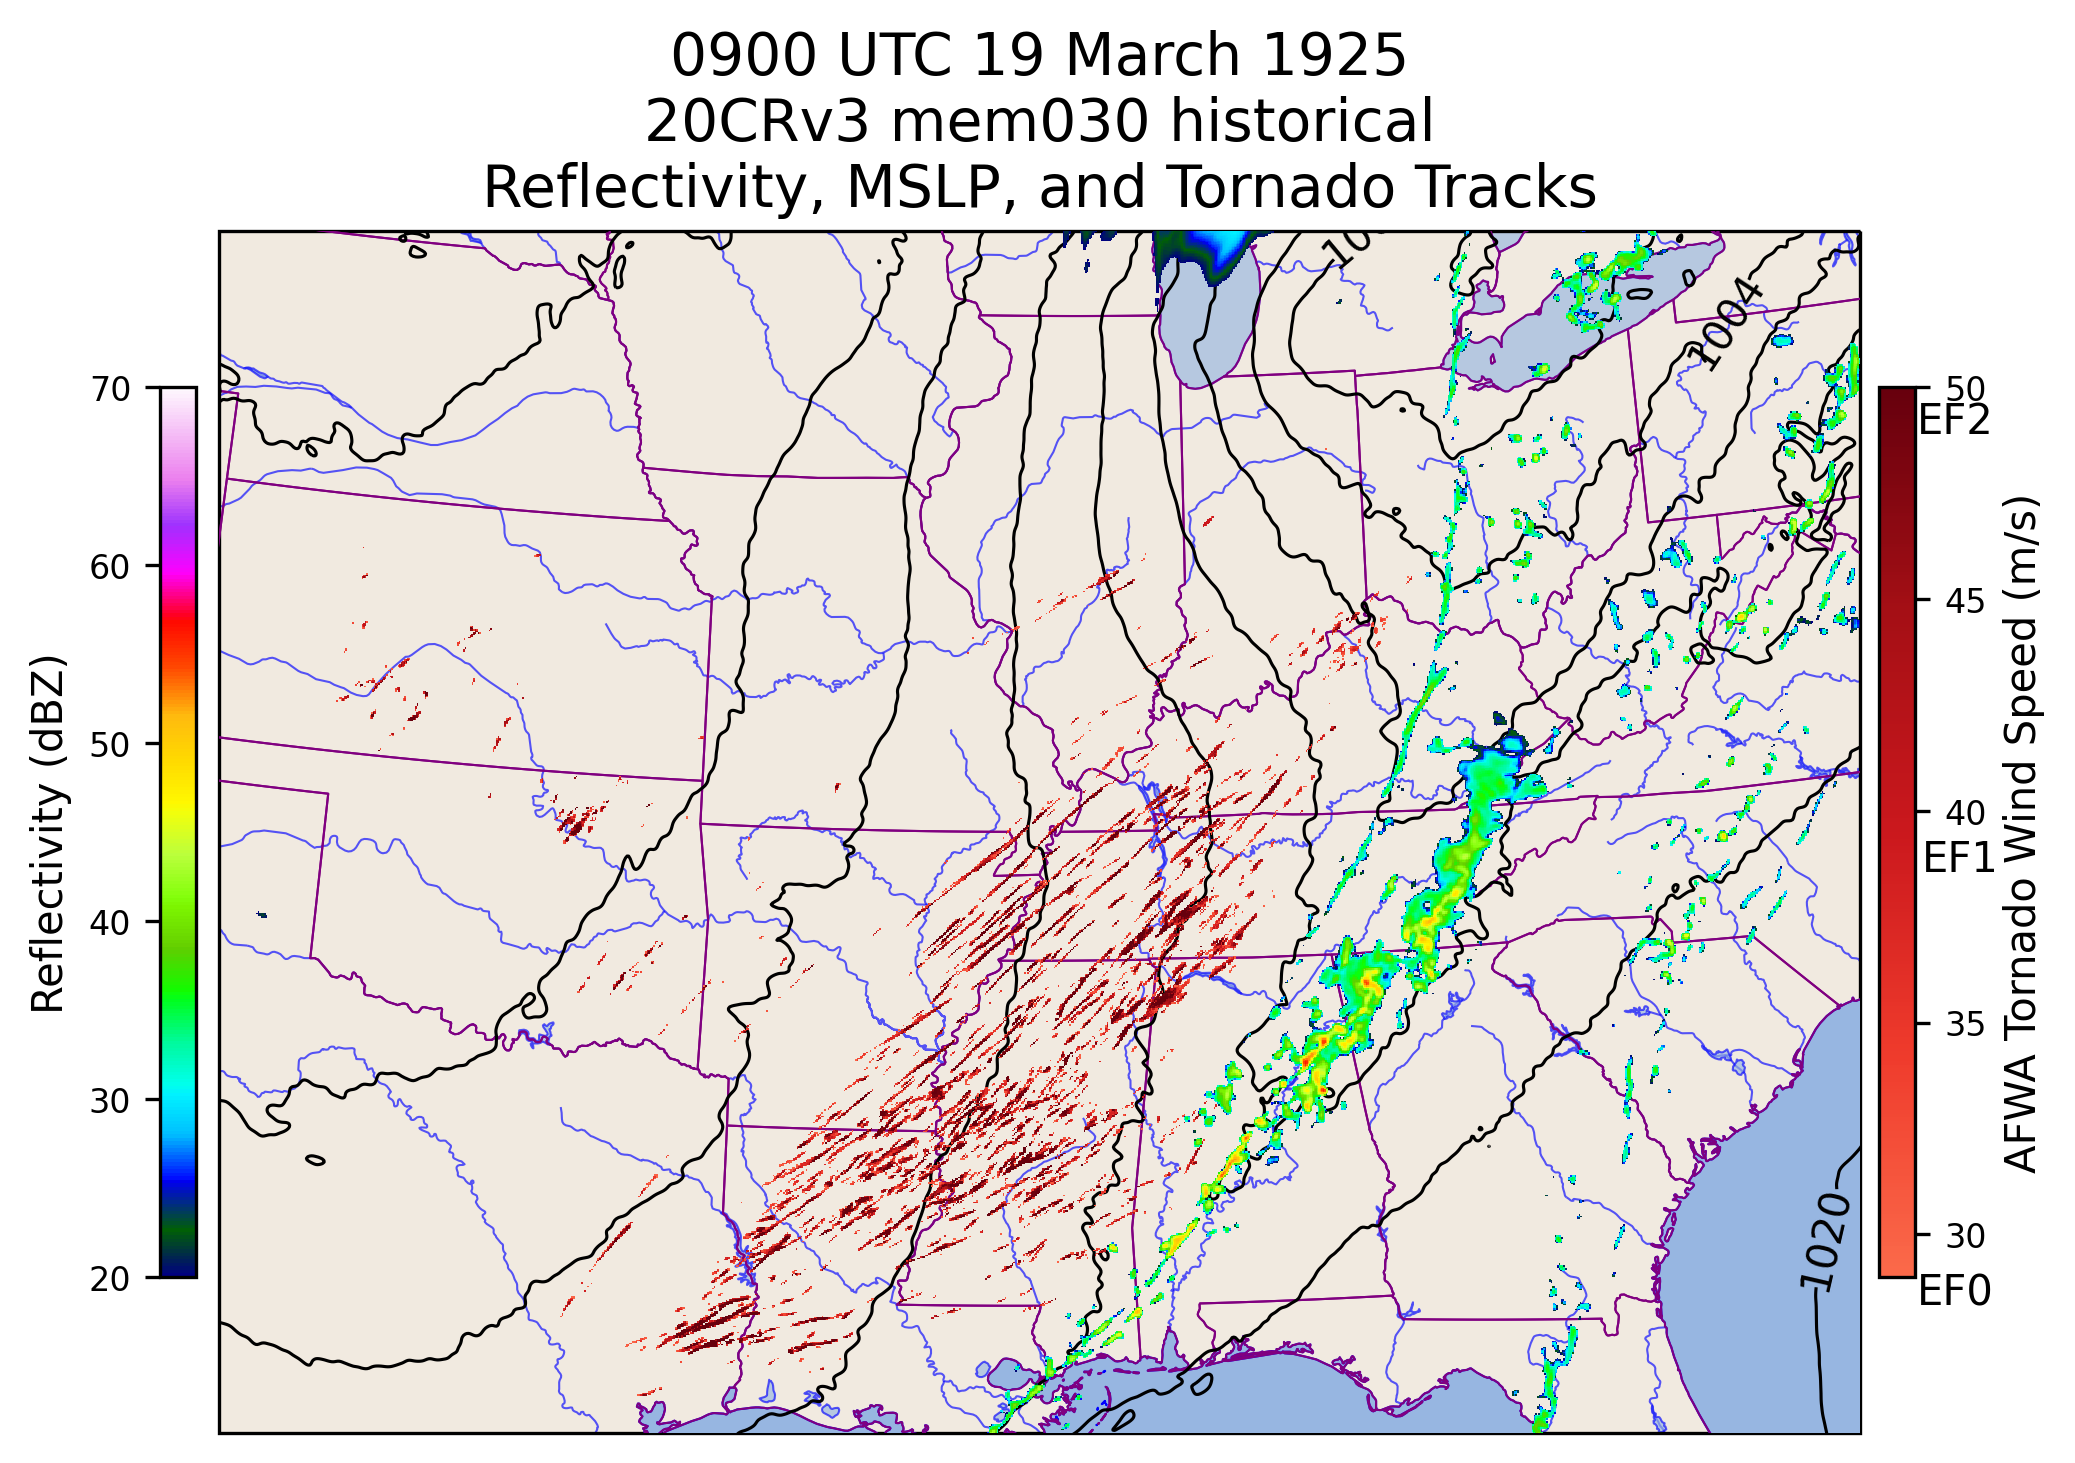 0900 UTC 19 March 1925
20CRv3 mem030 historical
Reflectivity, MSLP, and Tornado Tracks
Reflectivity (dBZ)
70
60
50
40
30
20
10
1004
1020
50
EF2
45
40
EF1
35
30
EF0
AFWA Tornado Wind Speed (m/s)